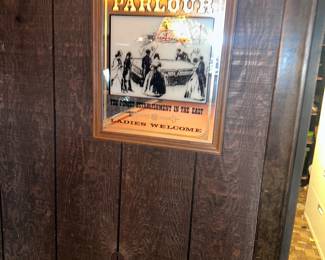 PARLOUR
THE FINEST ESTABLISHMENT IN THE EAST
LADIES WELCOME